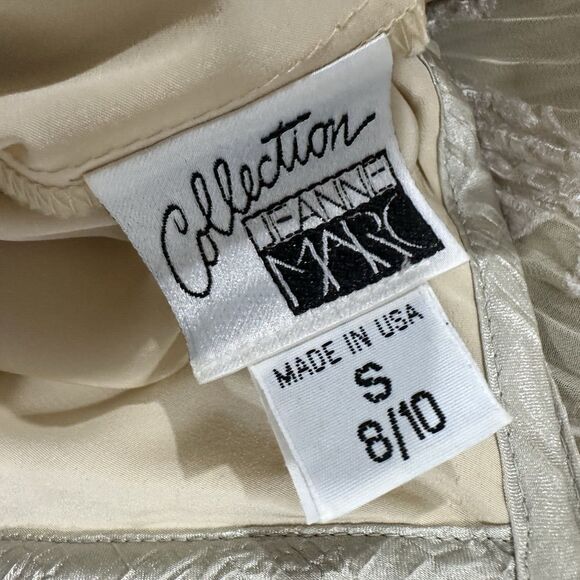 Collection
JEANNE
MARC
MADE IN USA
S
8/10